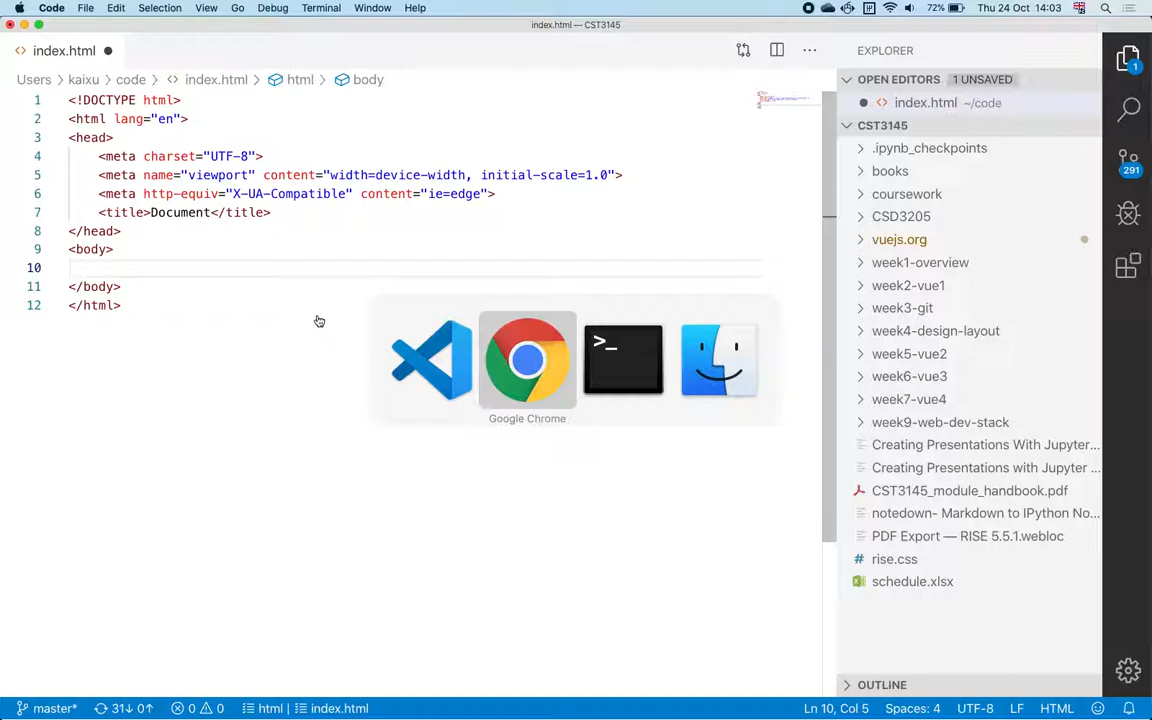 Code File Edit Selection View Go Debug Terminal Window Help 72% Thu 24 Oct 14:03
index.html — CST3145
index.html
Users > kaixu > code > index.html > html > body
1 <!DOCTYPE html>
2 <html lang="en">
3 <head>
4 <meta charset="UTF-8">
5 <meta name="viewport" content="width=device-width, initial-scale=1.0">
6 <meta http-equiv="X-UA-Compatible" content="ie=edge">
7 <title>Document</title>
8 </head>
9 <body>
10
11 </body>
12 </html>
>_
Google Chrome
EXPLORER
OPEN EDITORS 1 UNSAVED
index.html ~/code
CST3145
.ipynb_checkpoints
books
coursework
CSD3205
vuejs.org
week1-overview
week2-vue1
week3-git
week4-design-layout
week5-vue2
week6-vue3
week7-vue4
week9-web-dev-stack
Creating Presentations With Jupyter...
Creating Presentations with Jupyter ...
CST3145_module_handbook.pdf
notedown- Markdown to IPython No...
PDF Export — RISE 5.5.1.webloc
# rise.css
schedule.xlsx
OUTLINE
1
291
master* 31↓ 0↑ 0 0 html | index.html Ln 10, Col 5 Spaces: 4 UTF-8 LF HTML